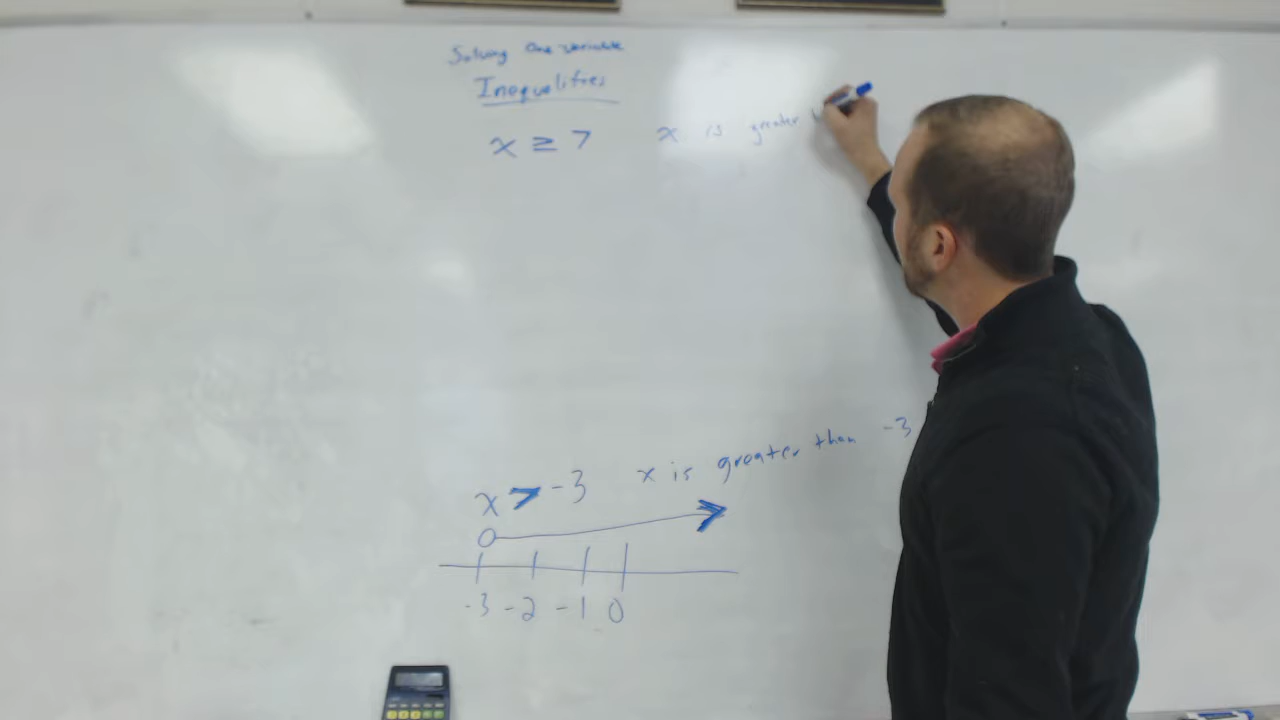 Solving One variable
Inequalities
x ≥ 7 x is greater
x > -3 x is greater than -3
-3 -2 -1 0